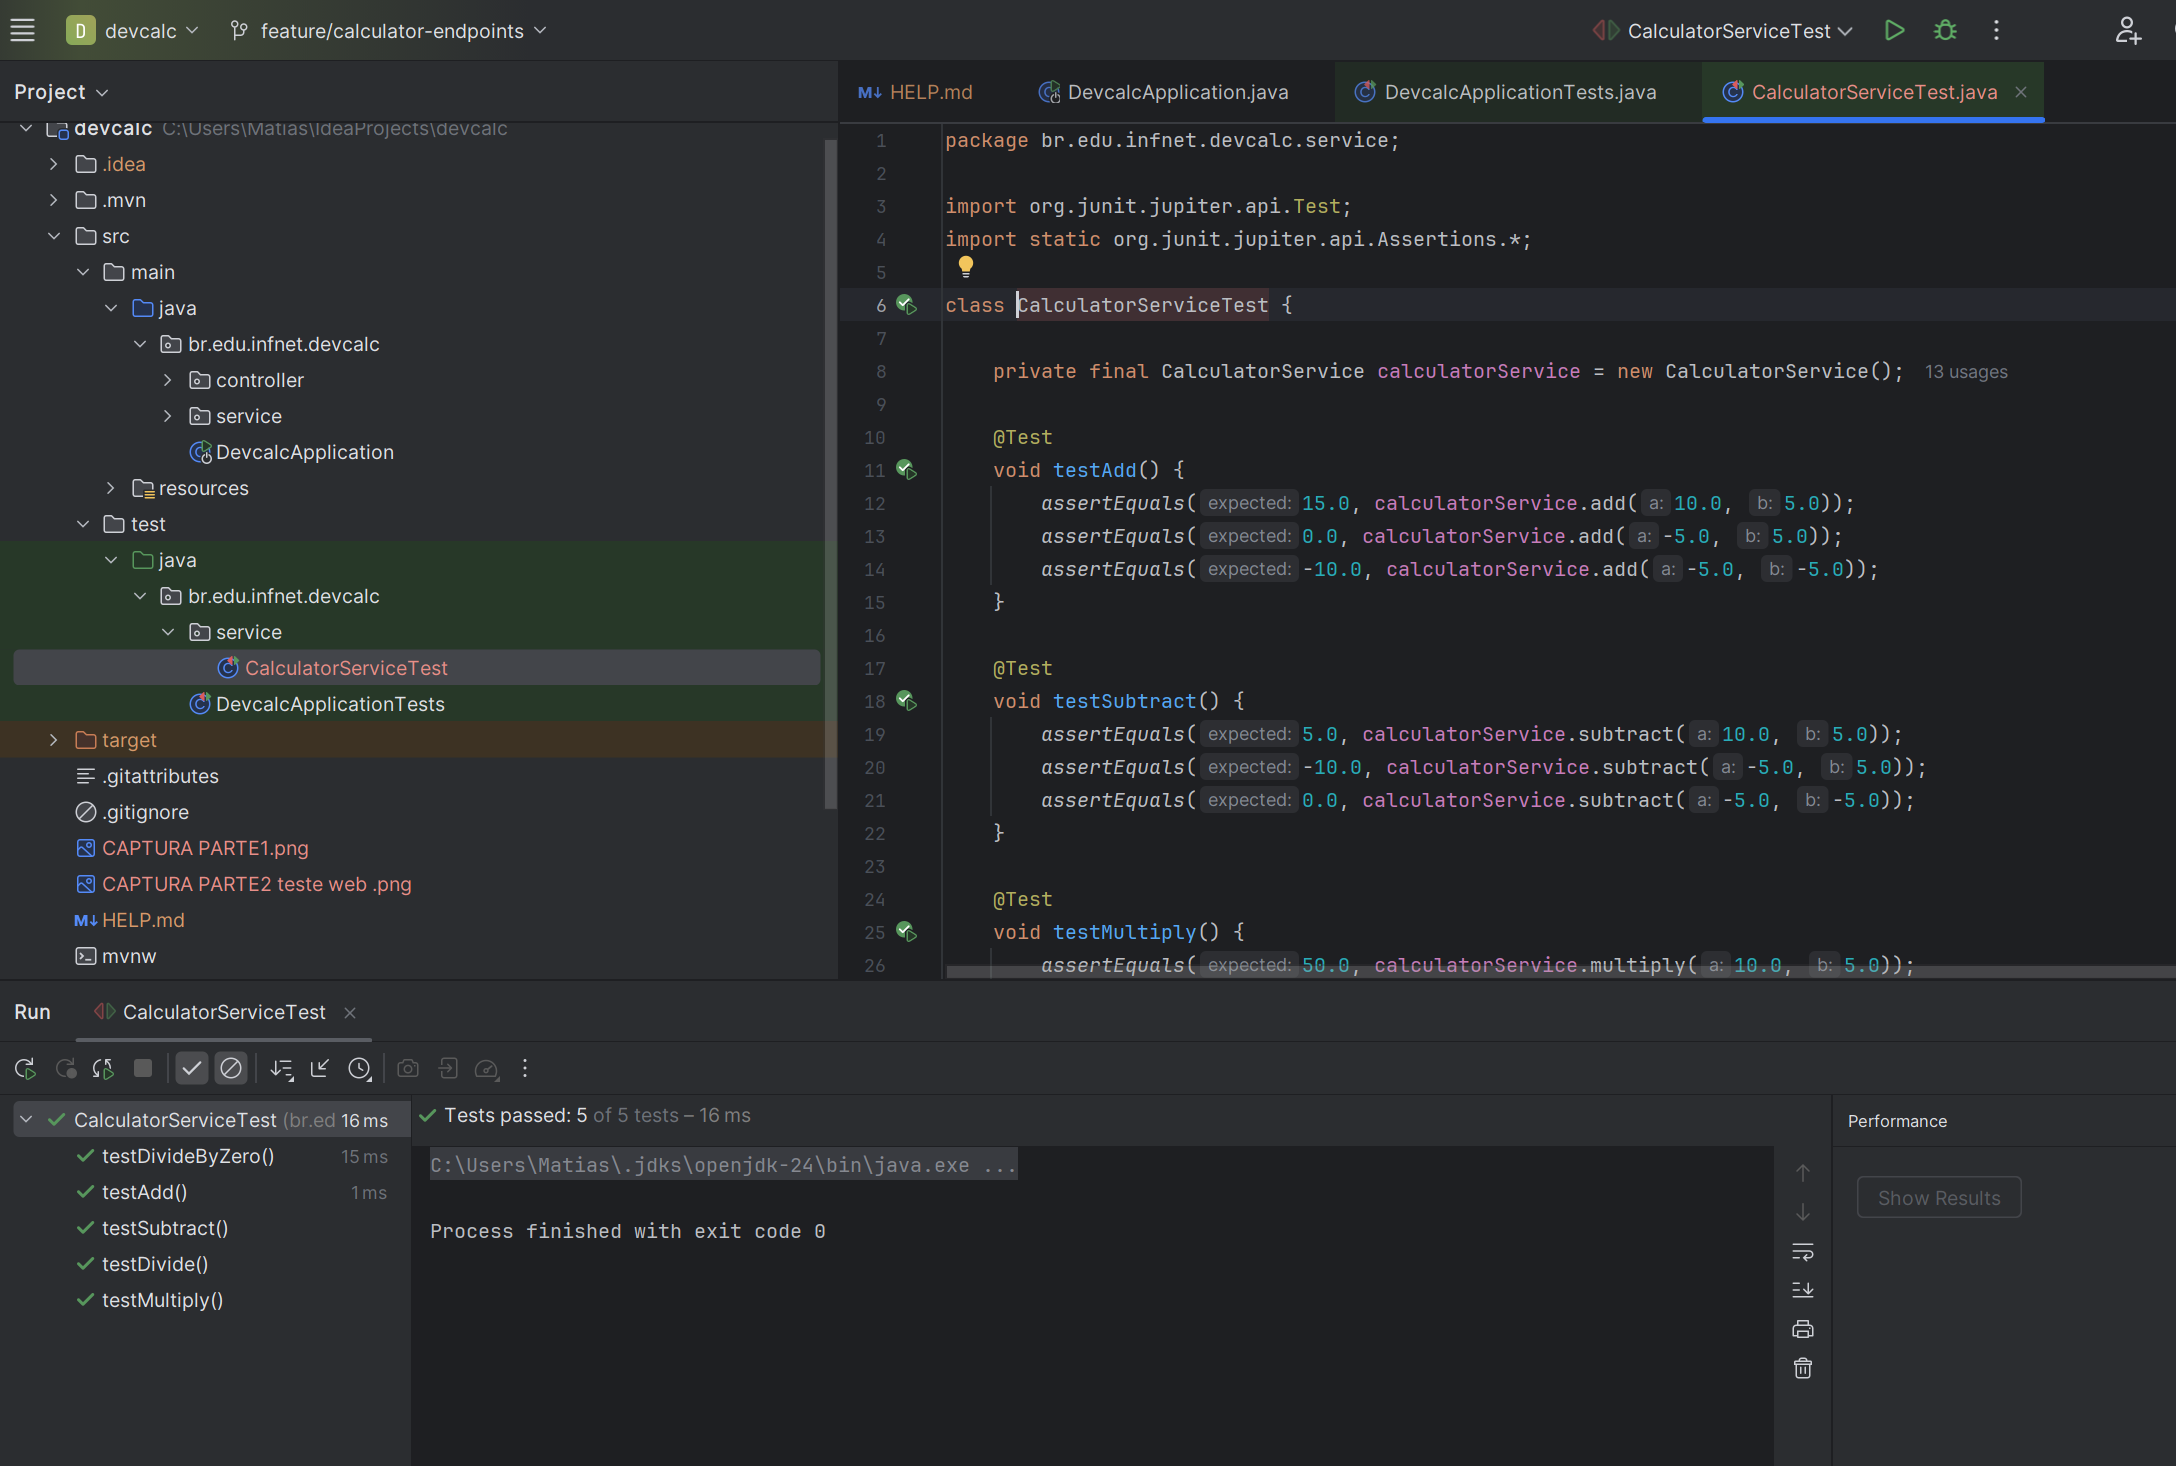 D devcalc feature/calculator-endpoints CalculatorServiceTest
Project
HELP.md DevcalcApplication.java DevcalcApplicationTests.java CalculatorServiceTest.java
devcalc C:\Users\Matias\IdeaProjects\devcalc
.idea
.mvn
src
main
java
br.edu.infnet.devcalc
controller
service
DevcalcApplication
resources
test
java
br.edu.infnet.devcalc
service
CalculatorServiceTest
DevcalcApplicationTests
target
.gitattributes
.gitignore
CAPTURA PARTE1.png
CAPTURA PARTE2 teste web .png
M↓ HELP.md
mvnw
1 package br.edu.infnet.devcalc.service;
2
3 import org.junit.jupiter.api.Test;
4 import static org.junit.jupiter.api.Assertions.*;
5
6 class CalculatorServiceTest {
7
8 private final CalculatorService calculatorService = new CalculatorService(); 13 usages
9
10 @Test
11 void testAdd() {
12 assertEquals( expected: 15.0, calculatorService.add( a: 10.0, b: 5.0));
13 assertEquals( expected: 0.0, calculatorService.add( a: -5.0, b: 5.0));
14 assertEquals( expected: -10.0, calculatorService.add( a: -5.0, b: -5.0));
15 }
16
17 @Test
18 void testSubtract() {
19 assertEquals( expected: 5.0, calculatorService.subtract( a: 10.0, b: 5.0));
20 assertEquals( expected: -10.0, calculatorService.subtract( a: -5.0, b: 5.0));
21 assertEquals( expected: 0.0, calculatorService.subtract( a: -5.0, b: -5.0));
22 }
23
24 @Test
25 void testMultiply() {
26 assertEquals( expected: 50.0, calculatorService.multiply( a: 10.0, b: 5.0));
Run CalculatorServiceTest
CalculatorServiceTest (br.ed 16 ms
testDivideByZero() 15 ms
testAdd() 1 ms
testSubtract()
testDivide()
testMultiply()
Tests passed: 5 of 5 tests – 16 ms
C:\Users\Matias\.jdks\openjdk-24\bin\java.exe ...
Process finished with exit code 0
Performance
Show Results